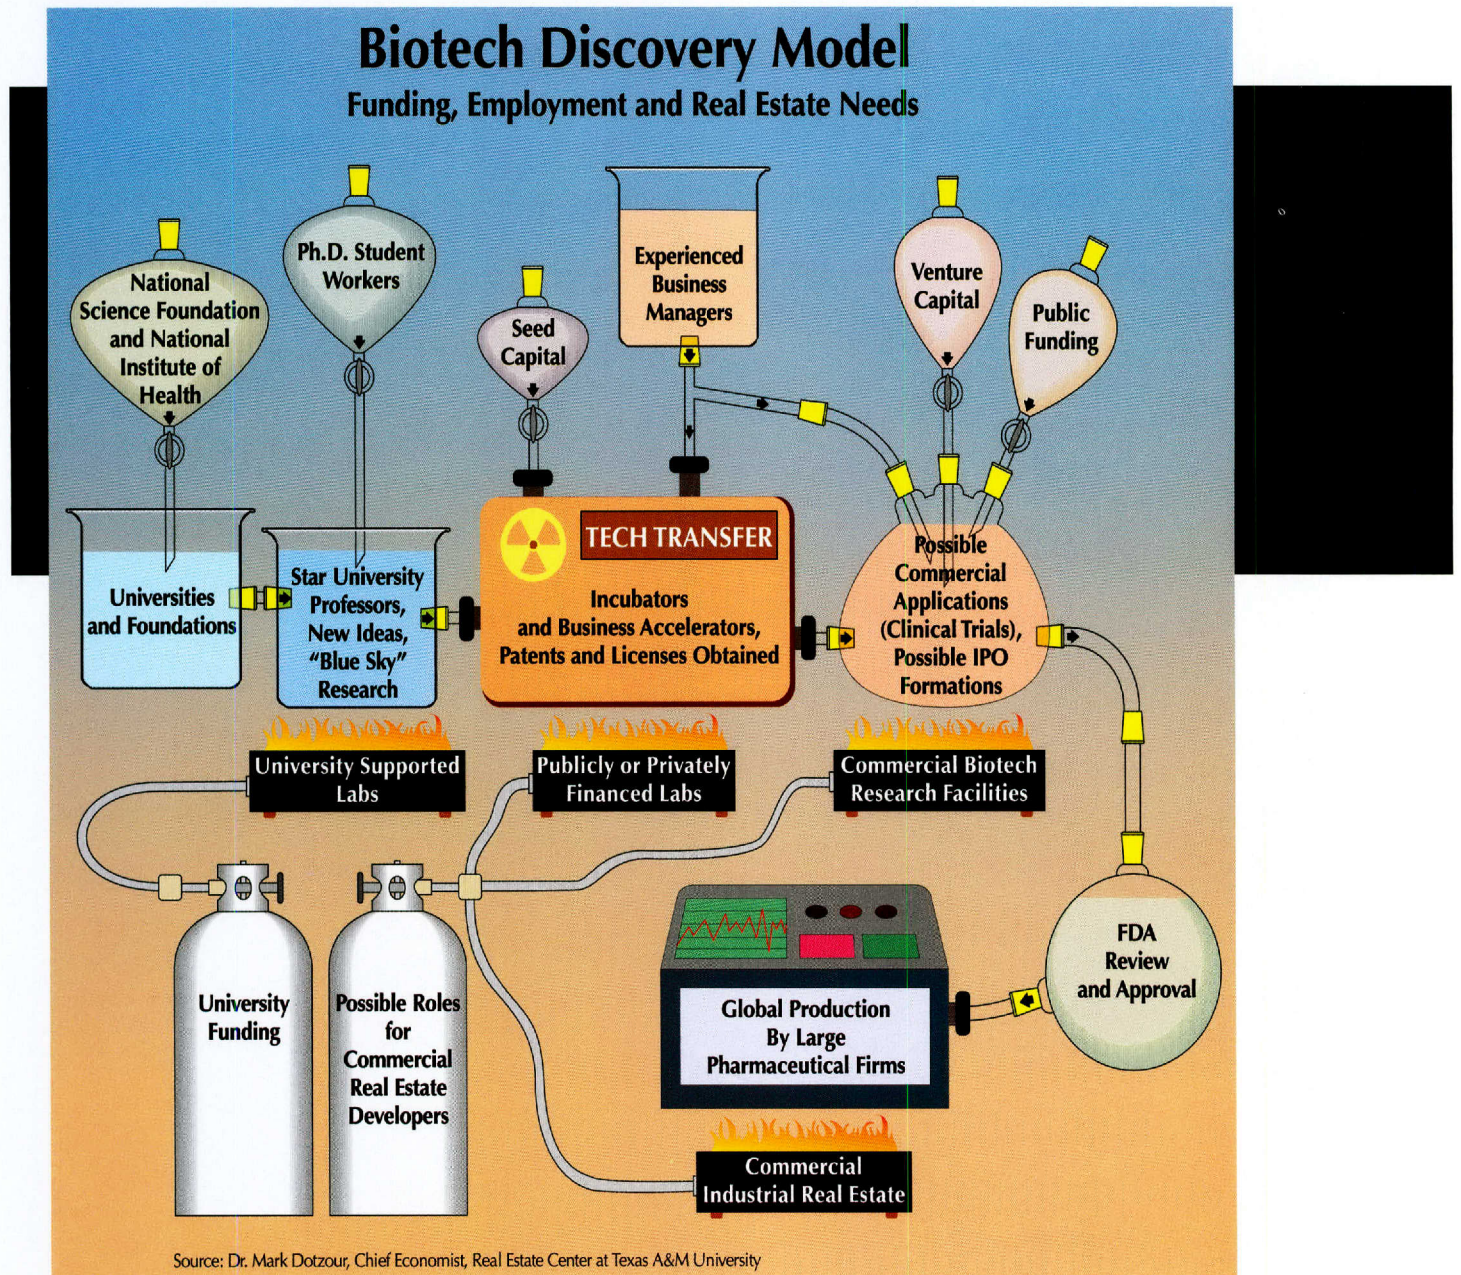 Biotech Discovery Model
Funding, Employment and Real Estate Needs
National
Science Foundation
and National
Institute of
Health
Ph.D. Student
Workers
Seed
Capital
Experienced
Business
Managers
Venture
Capital
Public
Funding
Universities
and Foundations
Star University
Professors,
New Ideas,
“Blue Sky”
Research
TECH TRANSFER
Incubators
and Business Accelerators,
Patents and Licenses Obtained
Possible
Commercial
Applications
(Clinical Trials),
Possible IPO
Formations
University Supported
Labs
Publicly or Privately
Financed Labs
Commercial Biotech
Research Facilities
University
Funding
Possible Roles
for
Commercial
Real Estate
Developers
Global Production
By Large
Pharmaceutical Firms
FDA
Review
and Approval
Commercial
Industrial Real Estate
Source: Dr. Mark Dotzour, Chief Economist, Real Estate Center at Texas A&M University